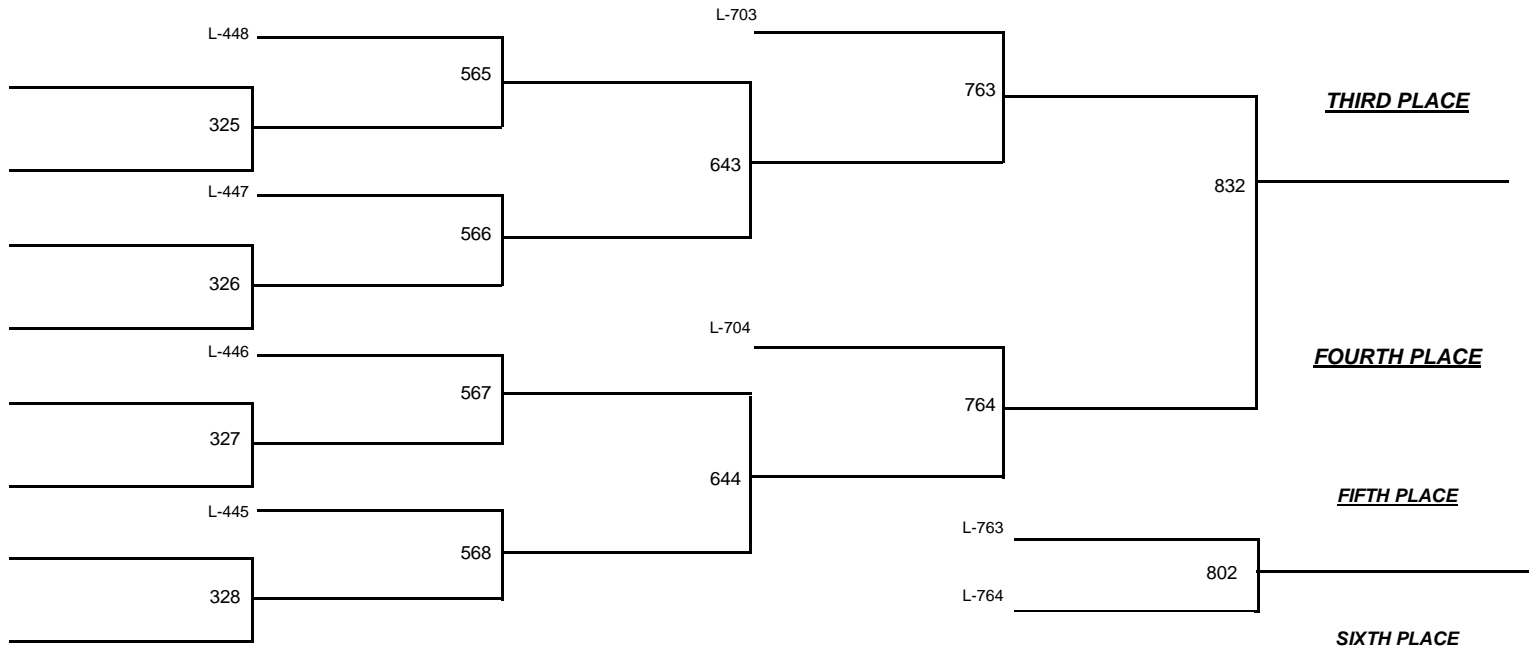 L-703
L-448
565
763
THIRD PLACE
325
643
L-447
832
566
326
L-704
L-446
FOURTH PLACE
567
764
327
644
FIFTH PLACE
L-445
L-763
568
802
328
L-764
SIXTH PLACE